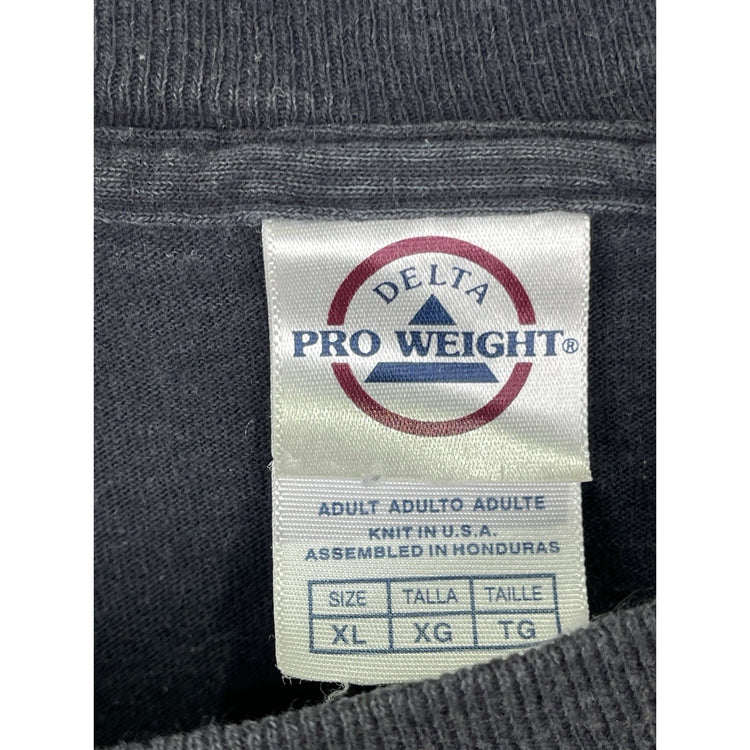 DELTA
PRO WEIGHT®
ADULT ADULTO ADULTE
KNIT IN U.S.A.
ASSEMBLED IN HONDURAS
SIZE TALLA TAILLE
XL XG TG